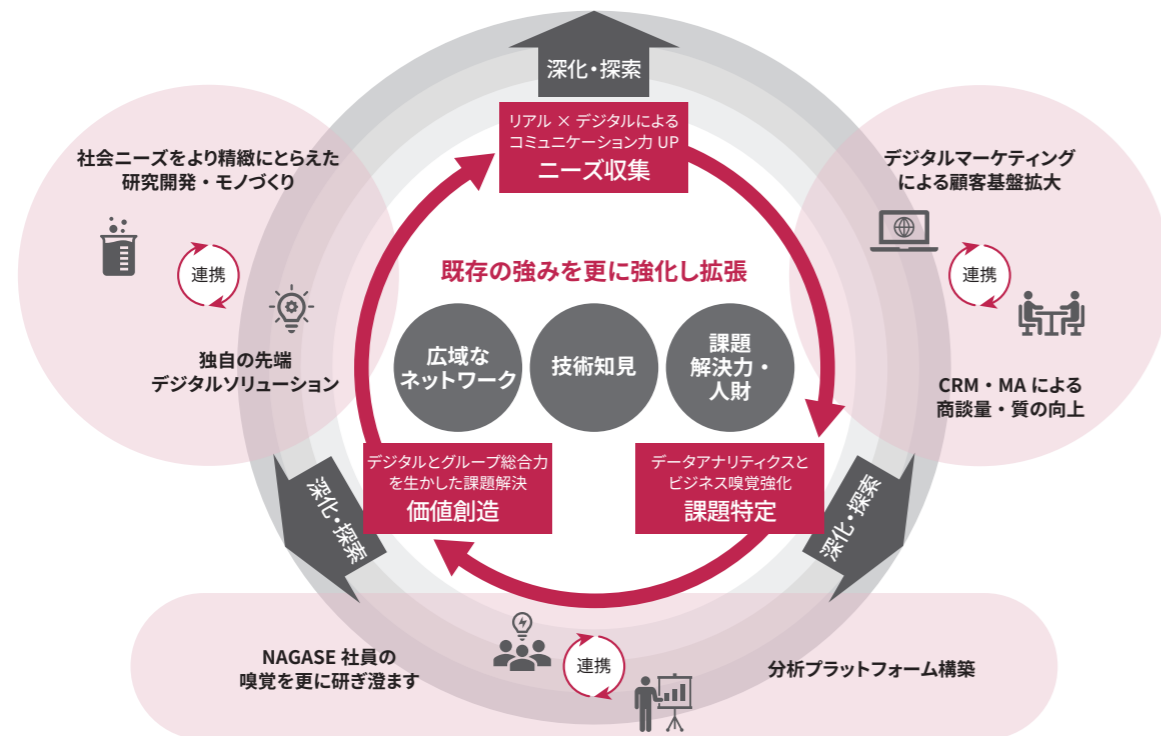 深化・探索
リアル × デジタルによる
コミュニケーション力 UP
ニーズ収集
社会ニーズをより精緻にとらえた
研究開発・モノづくり
連携
独自の先端
デジタルソリューション
デジタルマーケティング
による顧客基盤拡大
連携
CRM・MA による
商談量・質の向上
既存の強みを更に強化し拡張
広域な
ネットワーク
技術知見
課題
解決力・
人財
デジタルとグループ総合力
を生かした課題解決
価値創造
データアナリティクスと
ビジネス嗅覚強化
課題特定
深化・探索
深化・探索
NAGASE 社員の
嗅覚を更に研ぎ澄ます
連携
分析プラットフォーム構築